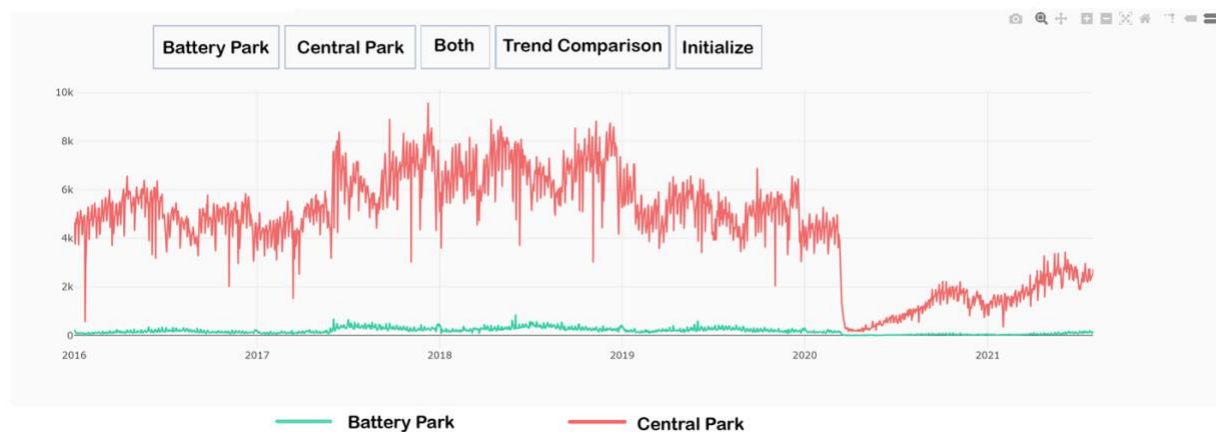 Battery Park Central Park Both Trend Comparison Initialize
10k
8k
6k
4k
2k
0
2016 2017 2018 2019 2020 2021
Battery Park Central Park